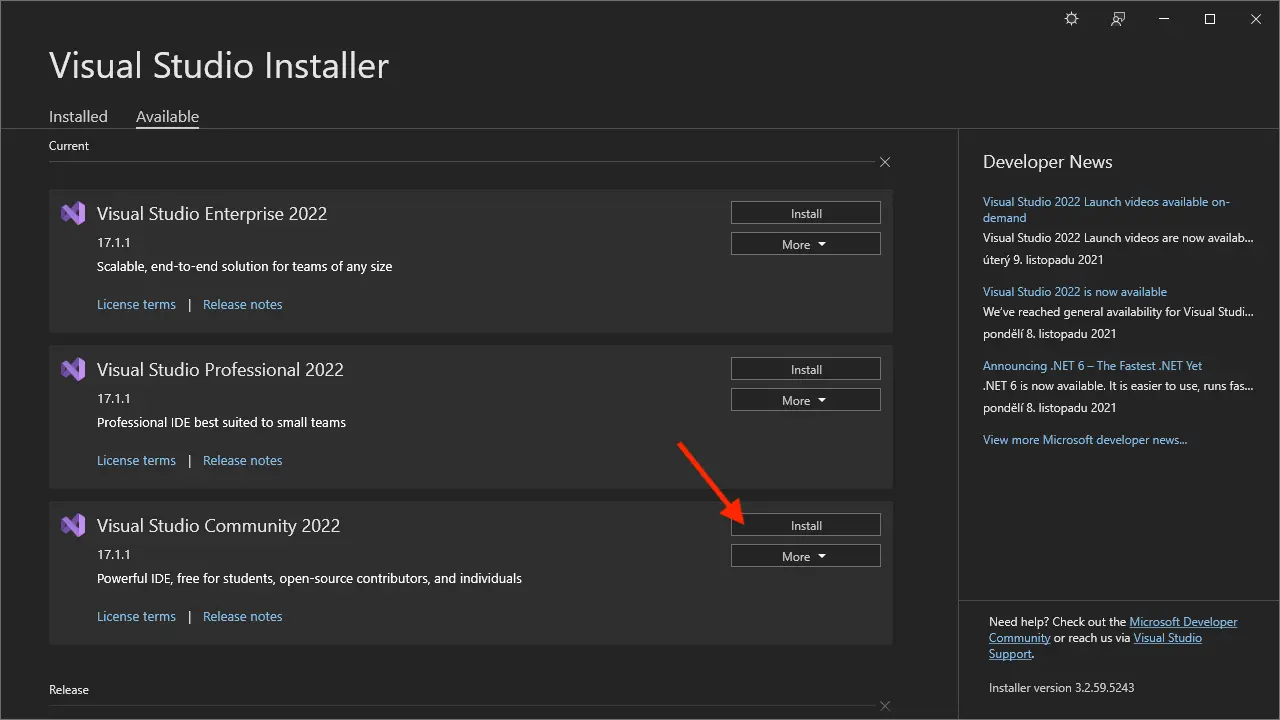 Visual Studio Installer
Installed
Available
Current
Visual Studio Enterprise 2022
17.1.1
Scalable, end-to-end solution for teams of any size
License terms | Release notes
Install
More
Visual Studio Professional 2022
17.1.1
Professional IDE best suited to small teams
License terms | Release notes
Install
More
Visual Studio Community 2022
17.1.1
Powerful IDE, free for students, open-source contributors, and individuals
License terms | Release notes
Install
More
Release
Developer News
Visual Studio 2022 Launch videos available on-
demand
Visual Studio 2022 Launch videos are now availab...
úterý 9. listopadu 2021
Visual Studio 2022 is now available
We've reached general availability for Visual Studi...
pondělí 8. listopadu 2021
Announcing .NET 6 – The Fastest .NET Yet
.NET 6 is now available. It is easier to use, runs fas...
pondělí 8. listopadu 2021
View more Microsoft developer news...
Need help? Check out the Microsoft Developer
Community or reach us via Visual Studio
Support.
Installer version 3.2.59.5243